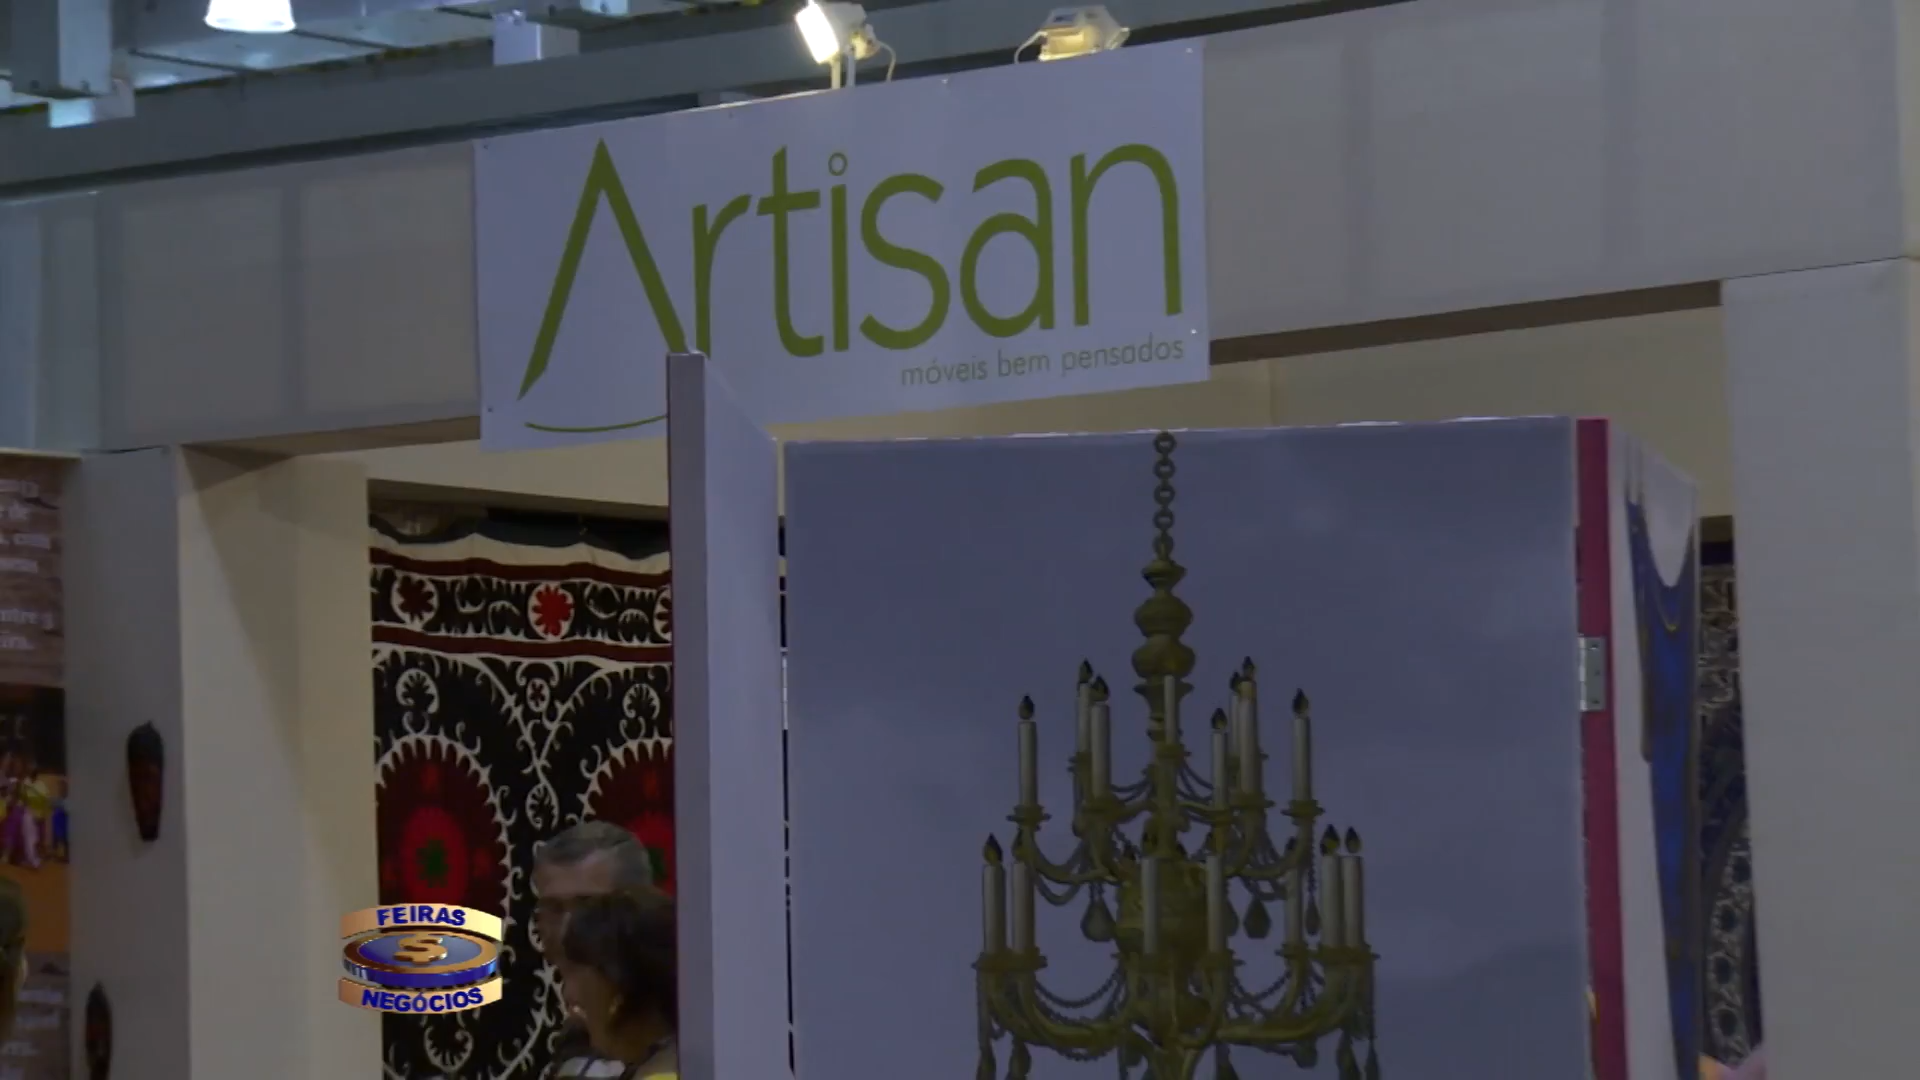 Artisan
móveis bem pensados
FEIRAS
$
NEGÓCIOS